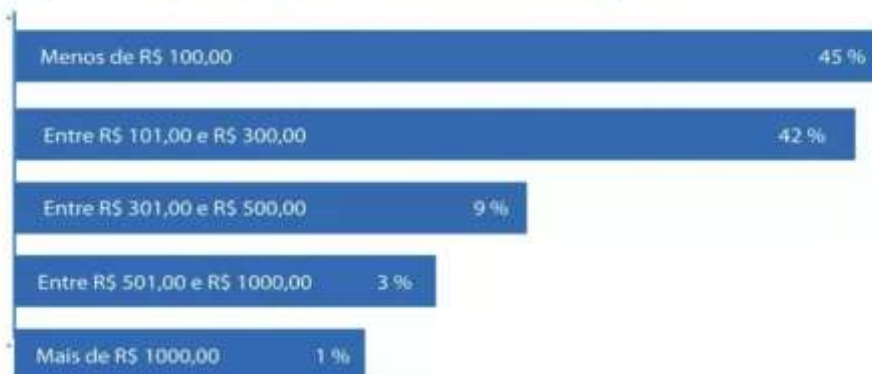 Menos de R$ 100,00 45 %
Entre R$ 101,00 e R$ 300,00 42 %
Entre R$ 301,00 e R$ 500,00 9 %
Entre R$ 501,00 e R$ 1000,00 3 %
Mais de R$ 1000,00 1 %